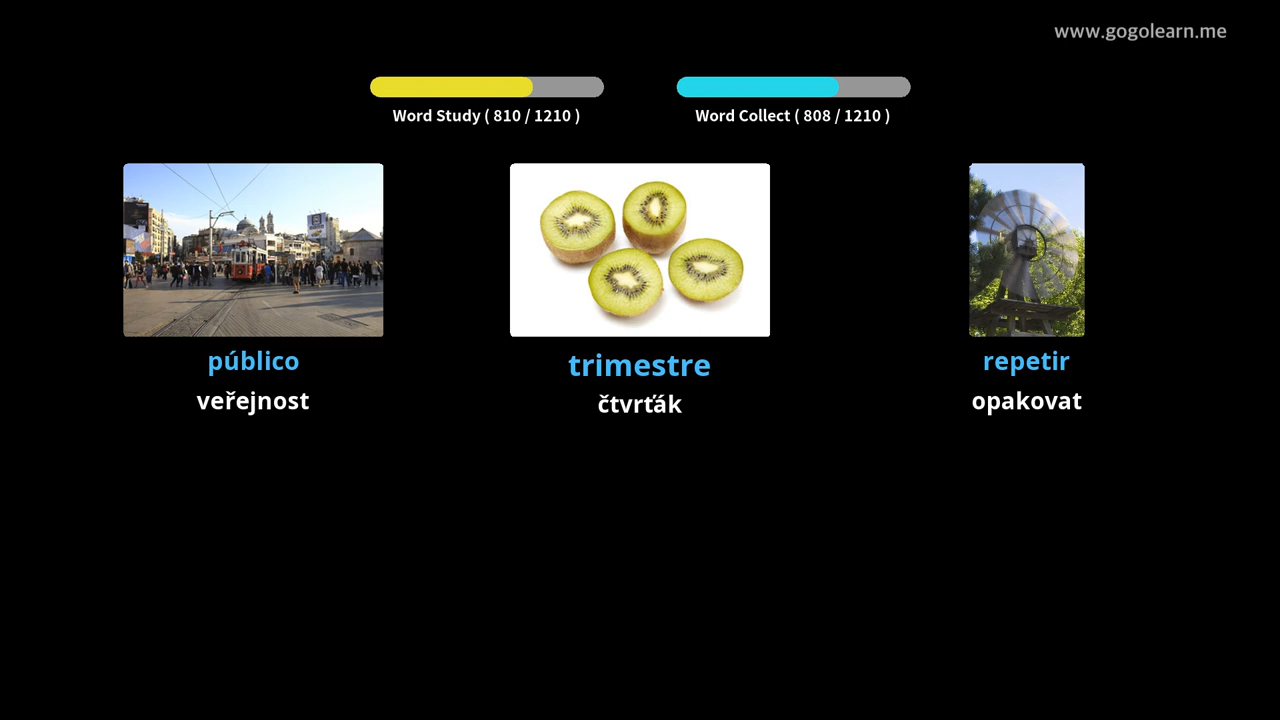 www.gogolearn.me
Word Study ( 810 / 1210 )
Word Collect ( 808 / 1210 )
público
trimestre
repetir
veřejnost
čtvrťák
opakovat